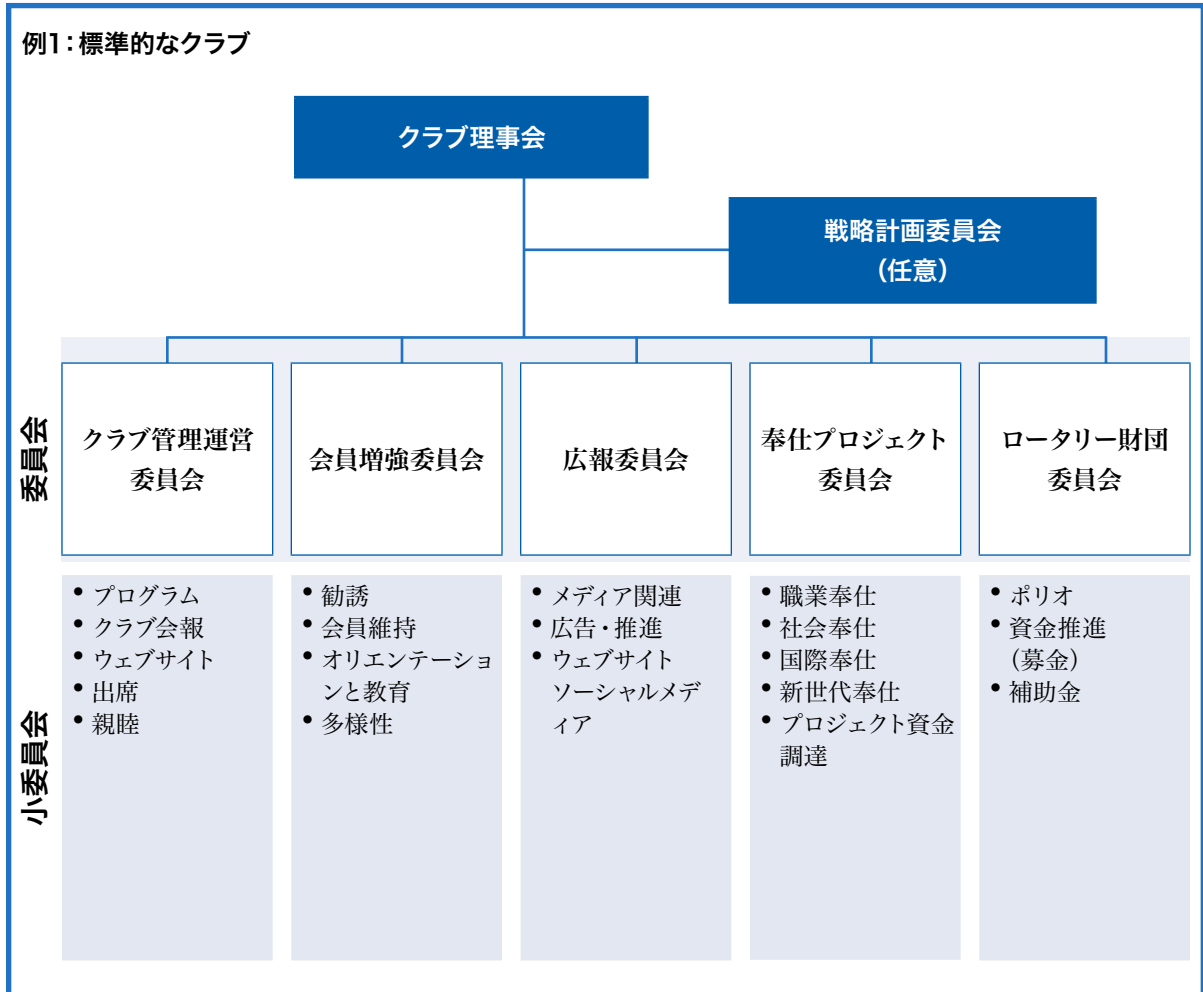 例1：標準的なクラブ
クラブ理事会
戦略計画委員会
（任意）
委員会
クラブ管理運営
委員会
会員増強委員会
広報委員会
奉仕プロジェクト
委員会
ロータリー財団
委員会
小委員会
• プログラム
• クラブ会報
• ウェブサイト
• 出席
• 親睦
• 勧誘
• 会員維持
• オリエンテーショ
ンと教育
• 多様性
• メディア関連
• 広告・推進
• ウェブサイト
ソーシャルメデ
ィア
• 職業奉仕
• 社会奉仕
• 国際奉仕
• 新世代奉仕
• プロジェクト資金
調達
• ポリオ
• 資金推進
（募金）
• 補助金